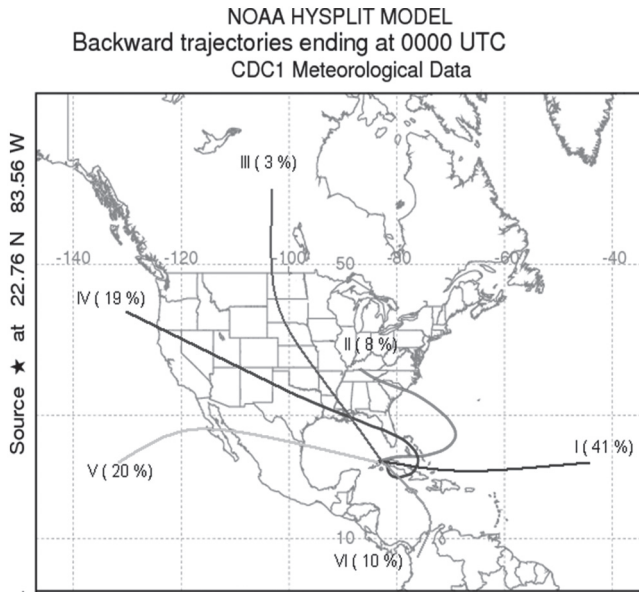 NOAA HYSPLIT MODEL
Backward trajectories ending at 0000 UTC
CDC1 Meteorological Data
Source ★ at 22.76 N 83.56 W
III ( 3 %)
-140
-120
-100
50
-80
-60
-40
IV ( 19 %)
II ( 8 %)
V ( 20 %)
I ( 41 %)
10
VI ( 10 %)